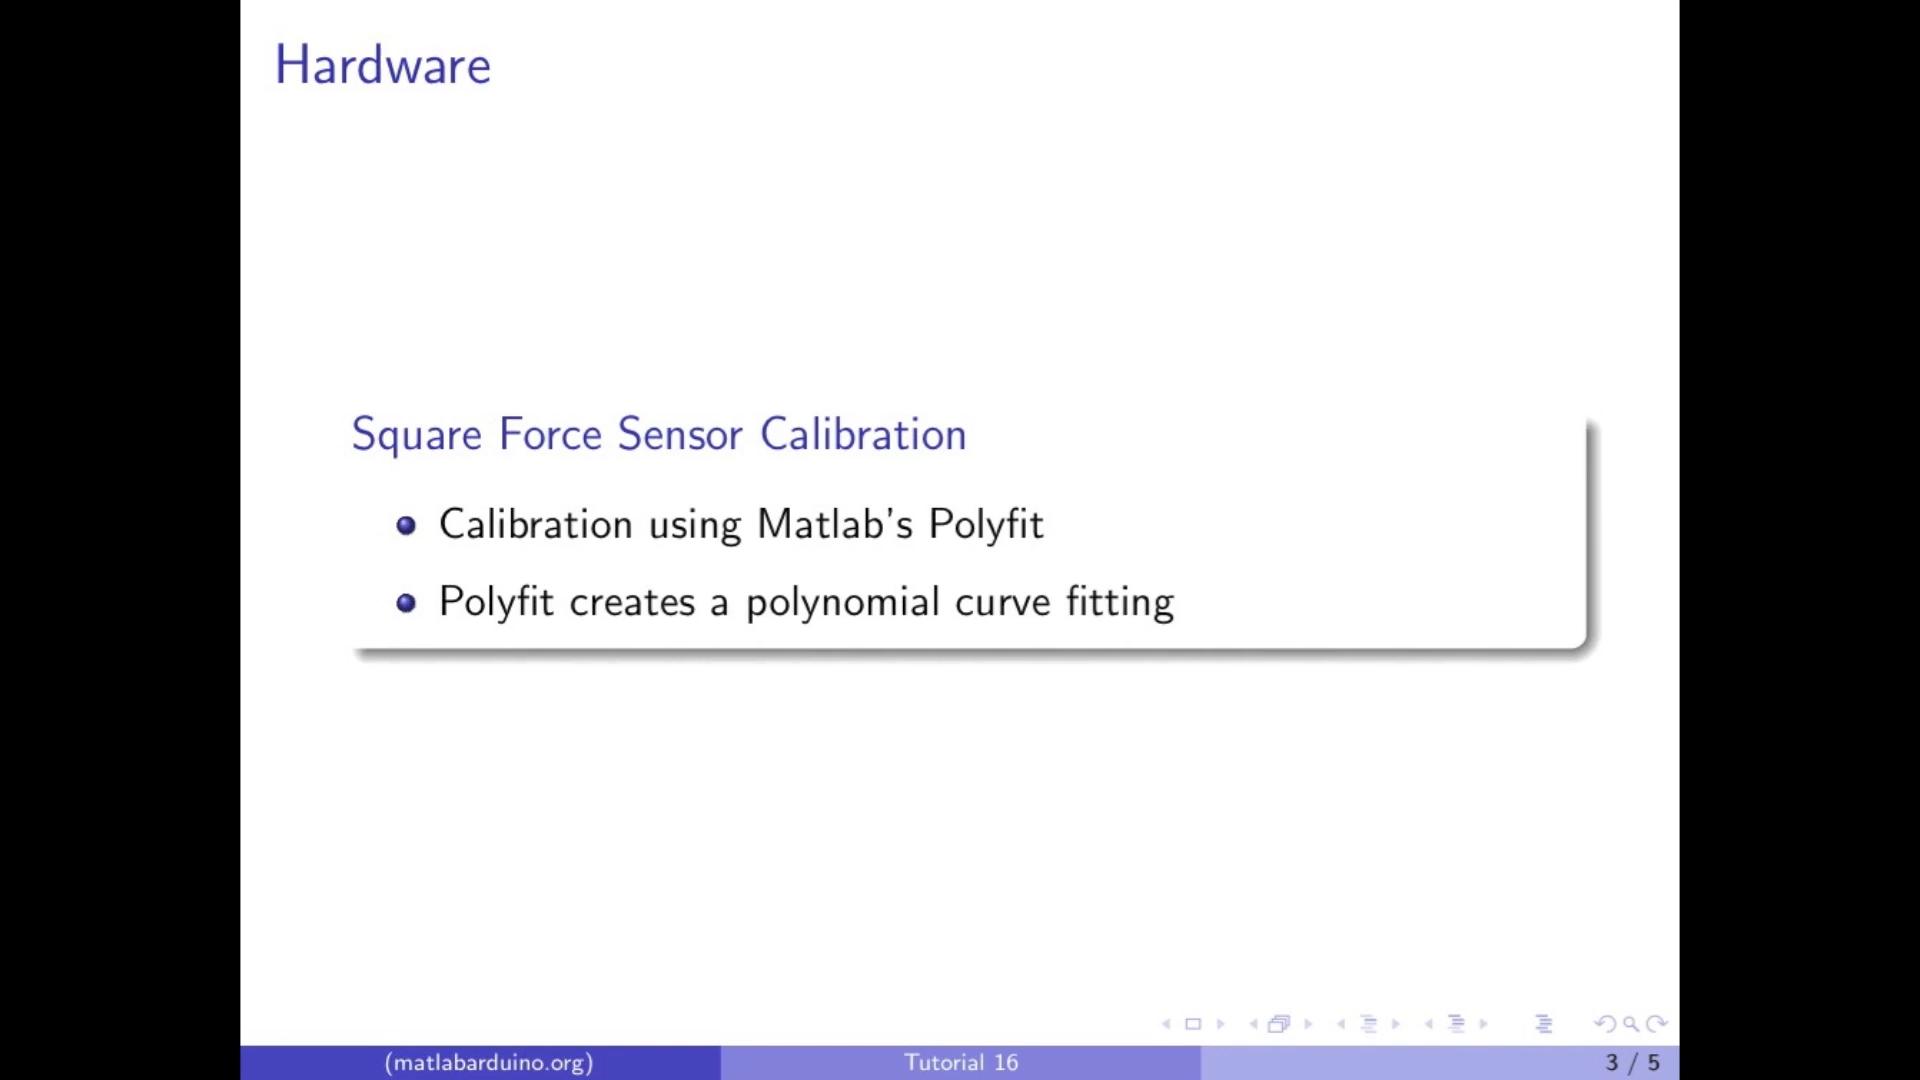 Hardware
Square Force Sensor Calibration
Calibration using Matlab's Polyfit
Polyfit creates a polynomial curve fitting
(matlabarduino.org)
Tutorial 16
3 / 5